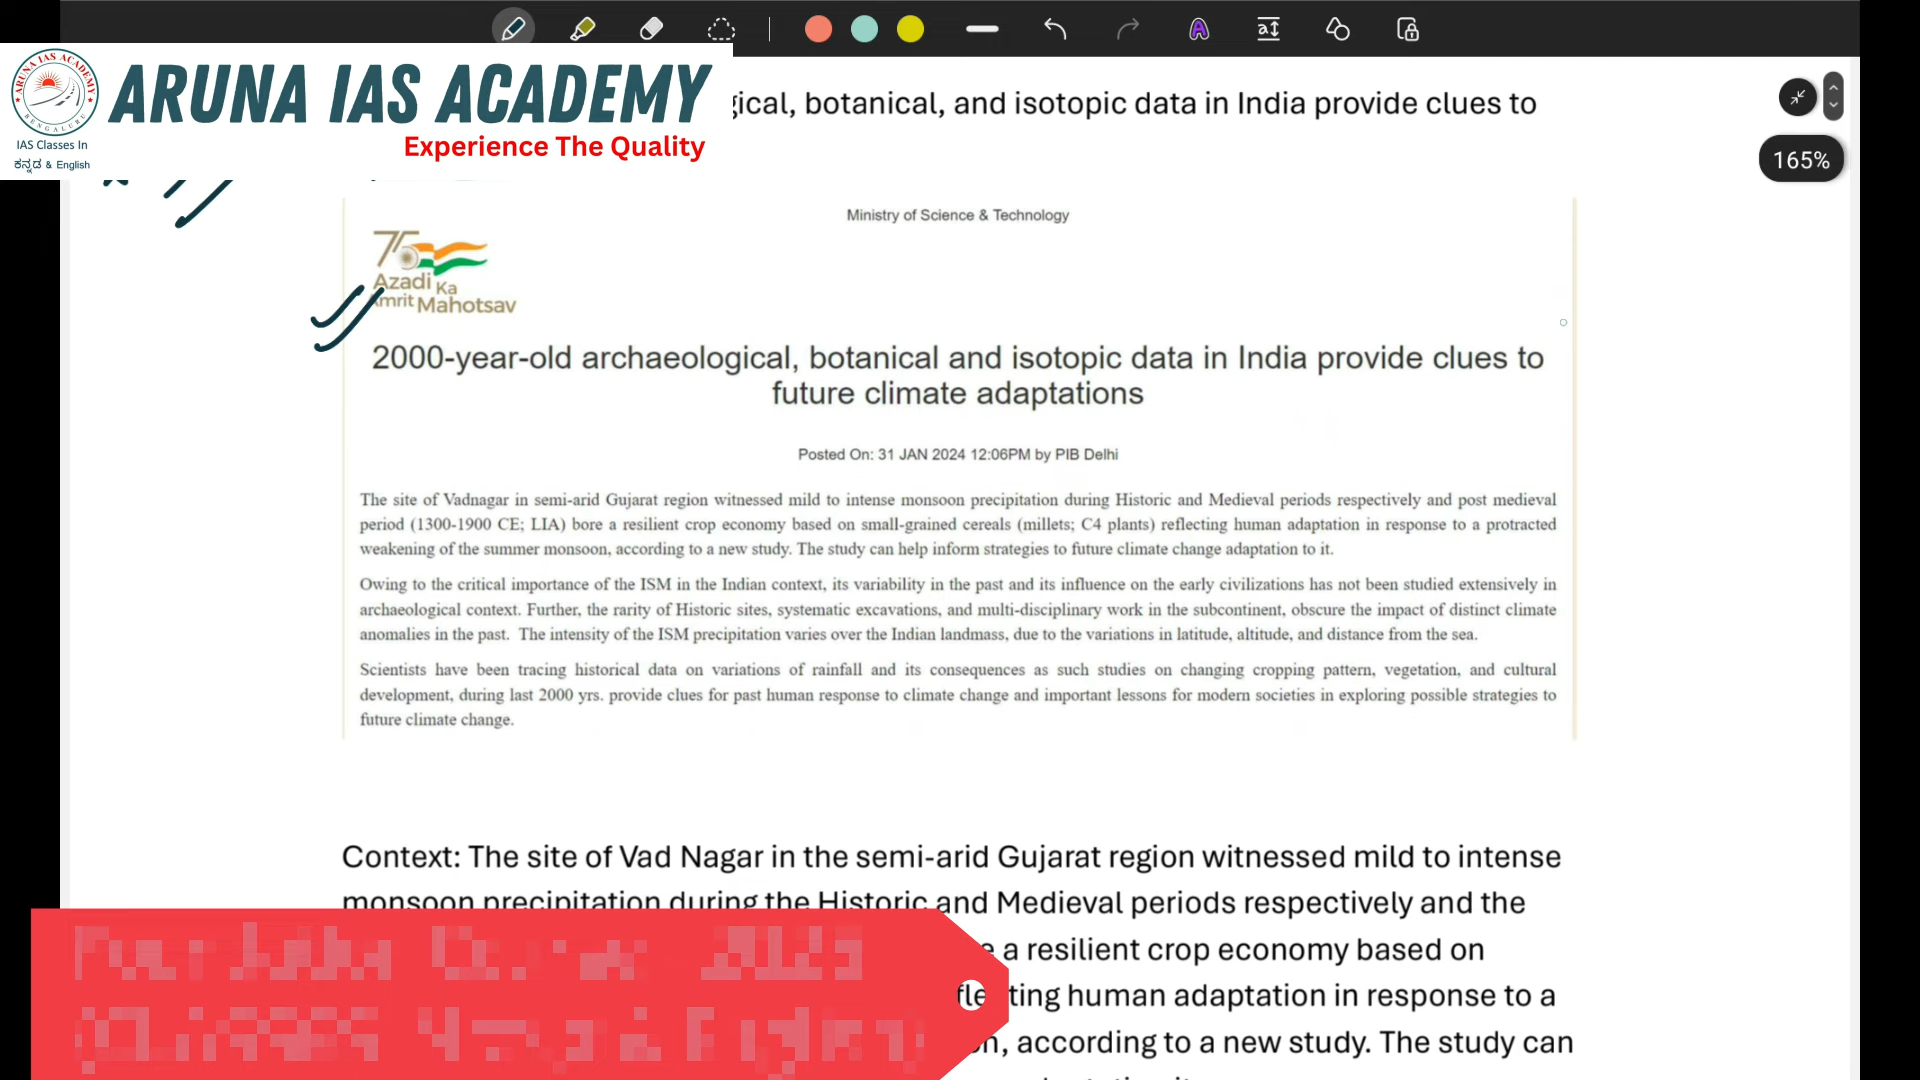 ARUNA IAS ACADEMY
Experience The Quality
ARUNA IAS ACADEMY
BENGALURU
IAS Classes In
ಕನ್ನಡ & English
gical, botanical, and isotopic data in India provide clues to
165%
Ministry of Science & Technology
75
Azadi Ka
Amrit Mahotsav
2000-year-old archaeological, botanical and isotopic data in India provide clues to
future climate adaptations
Posted On: 31 JAN 2024 12:06PM by PIB Delhi
The site of Vadnagar in semi-arid Gujarat region witnessed mild to intense monsoon precipitation during Historic and Medieval periods respectively and post medieval
period (1300-1900 CE; LIA) bore a resilient crop economy based on small-grained cereals (millets; C4 plants) reflecting human adaptation in response to a protracted
weakening of the summer monsoon, according to a new study. The study can help inform strategies to future climate change adaptation to it.
Owing to the critical importance of the ISM in the Indian context, its variability in the past and its influence on the early civilizations has not been studied extensively in
archaeological context. Further, the rarity of Historic sites, systematic excavations, and multi-disciplinary work in the subcontinent, obscure the impact of distinct climate
anomalies in the past. The intensity of the ISM precipitation varies over the Indian landmass, due to the variations in latitude, altitude, and distance from the sea.
Scientists have been tracing historical data on variations of rainfall and its consequences as such studies on changing cropping pattern, vegetation, and cultural
development, during last 2000 yrs. provide clues for past human response to climate change and important lessons for modern societies in exploring possible strategies to
future climate change.
Context: The site of Vad Nagar in the semi-arid Gujarat region witnessed mild to intense
monsoon precipitation during the Historic and Medieval periods respectively and the
a resilient crop economy based on
flecting human adaptation in response to a
, according to a new study. The study can